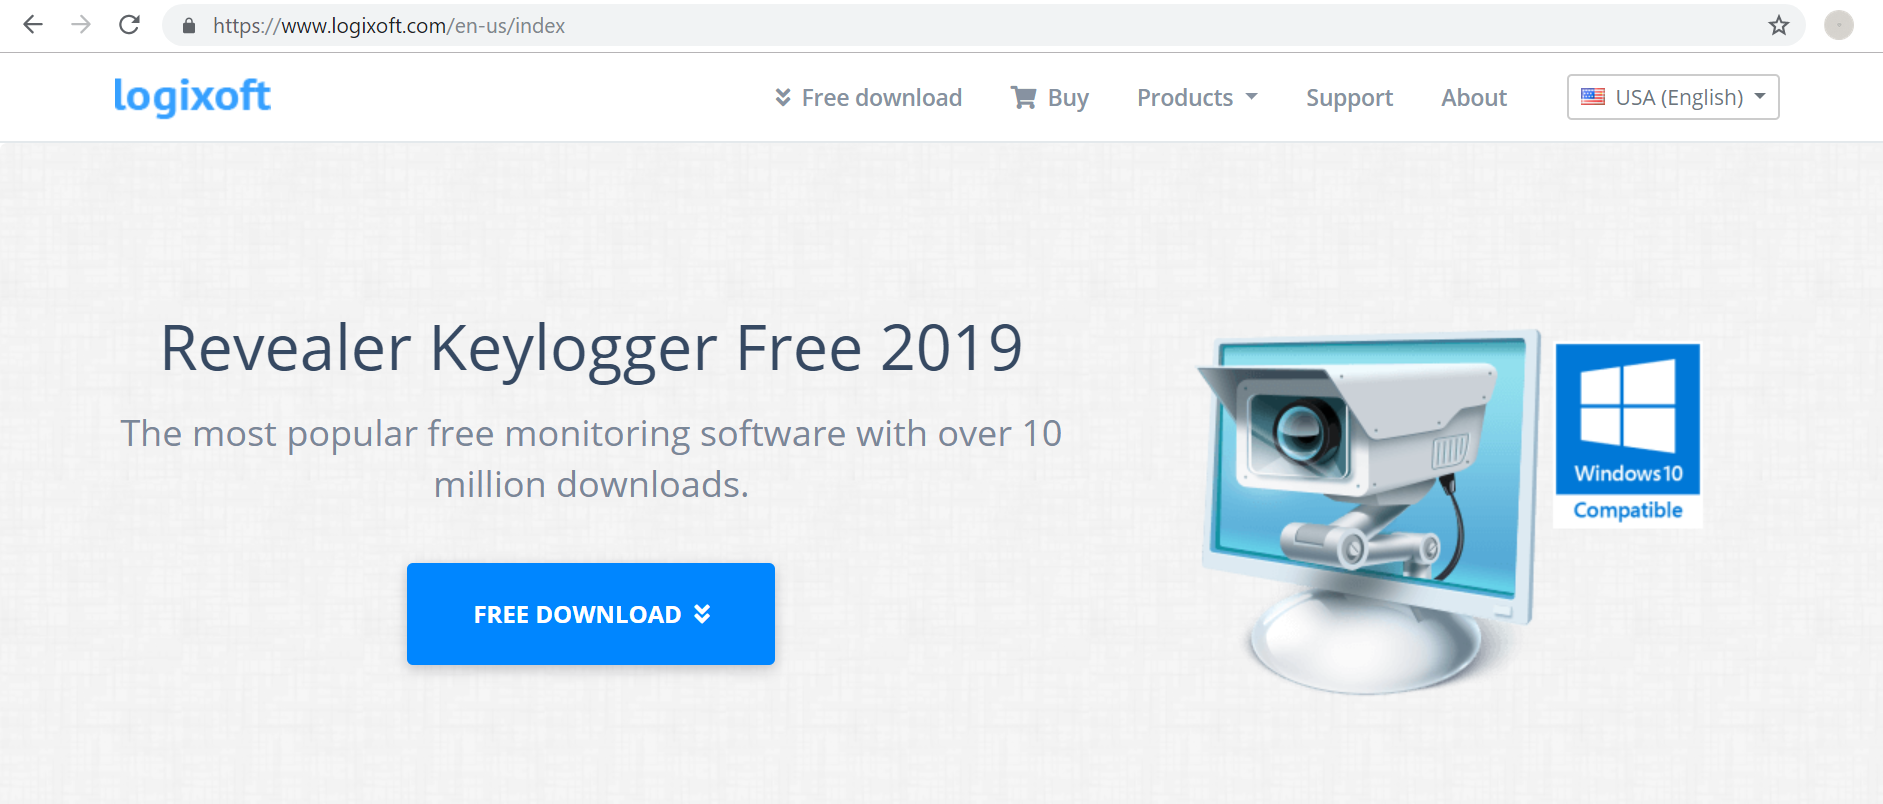 https://www.logixoft.com/en-us/index
logixoft
Free download
Buy
Products
Support
About
USA (English)
Revealer Keylogger Free 2019
The most popular free monitoring software with over 10
million downloads.
FREE DOWNLOAD
Windows 10
Compatible